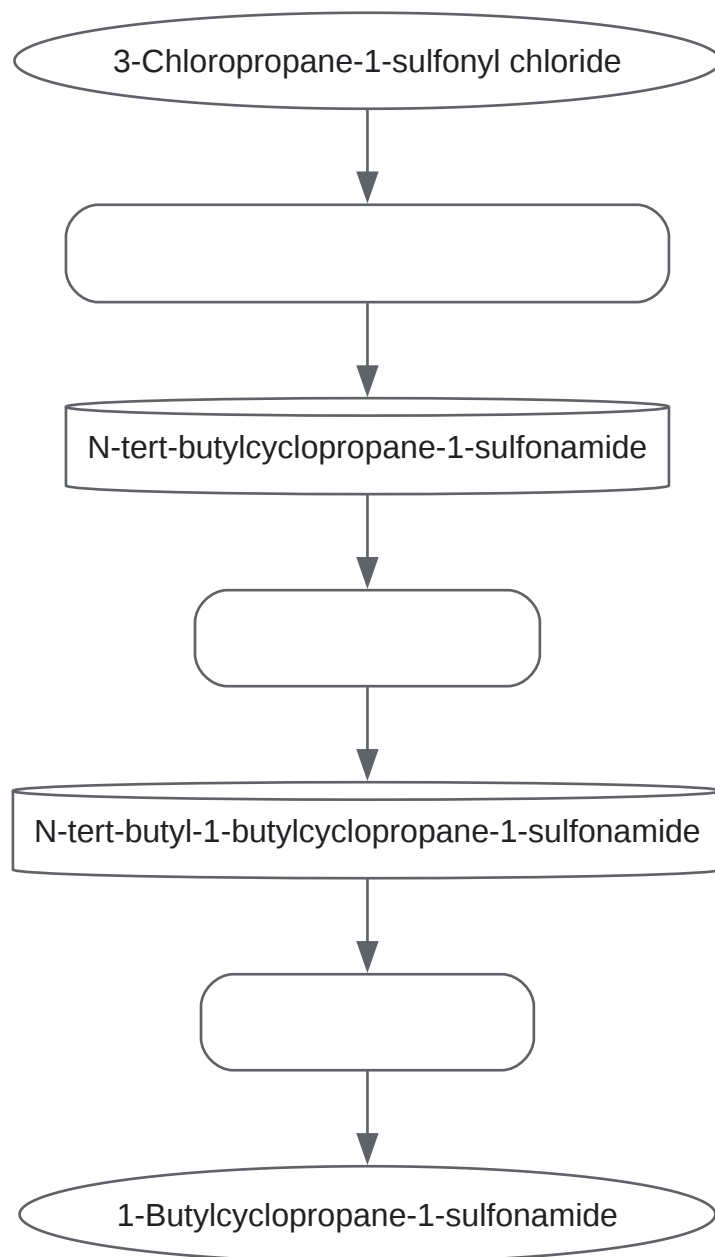 3-Chloropropane-1-sulfonyl chloride
N-tert-butylcyclopropane-1-sulfonamide
N-tert-butyl-1-butylcyclopropane-1-sulfonamide
1-Butylcyclopropane-1-sulfonamide